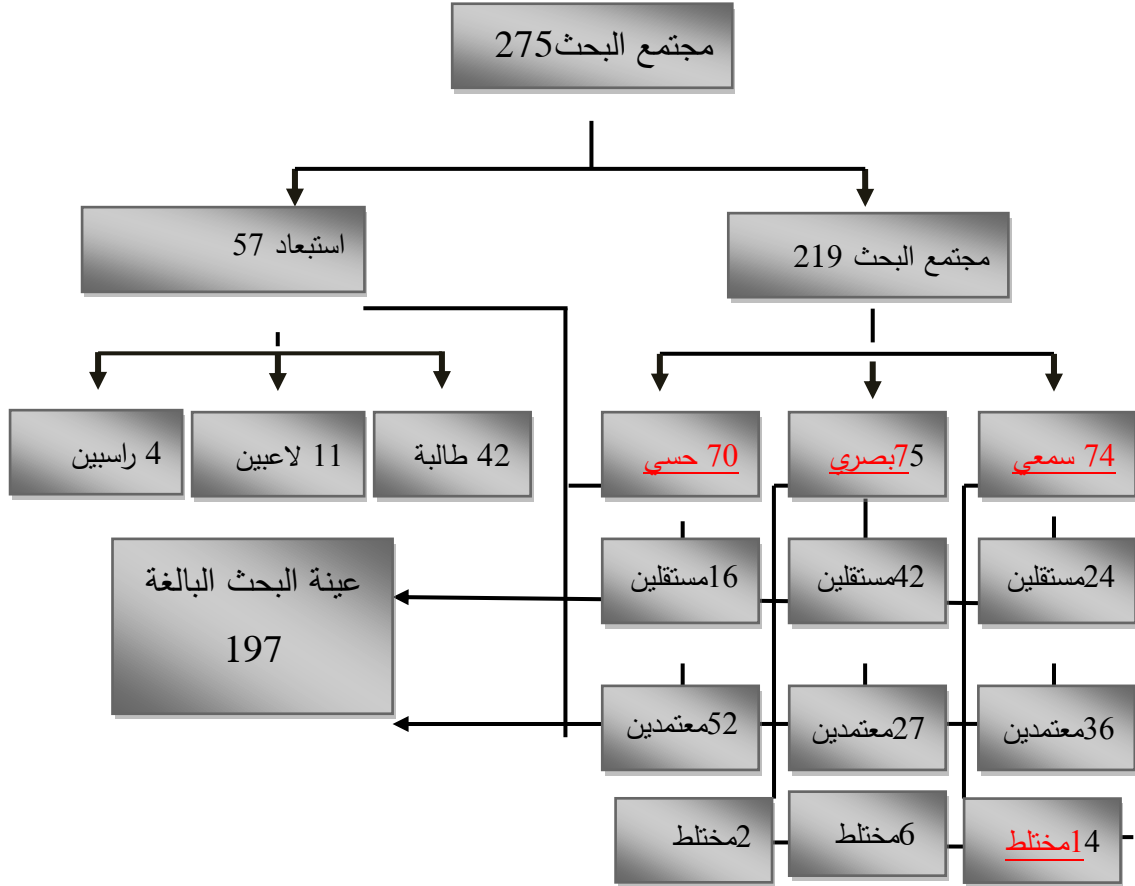 مجتمع البحث275
مجتمع البحث 219
استبعاد 57
74 سمعي
75بصري
70 حسي
42 طالبة
11 لاعبين
4 راسبين
24مستقلين
42مستقلين
16مستقلين
عينة البحث البالغة
197
36معتمدين
27معتمدين
52معتمدين
14مختلط
6مختلط
2مختلط